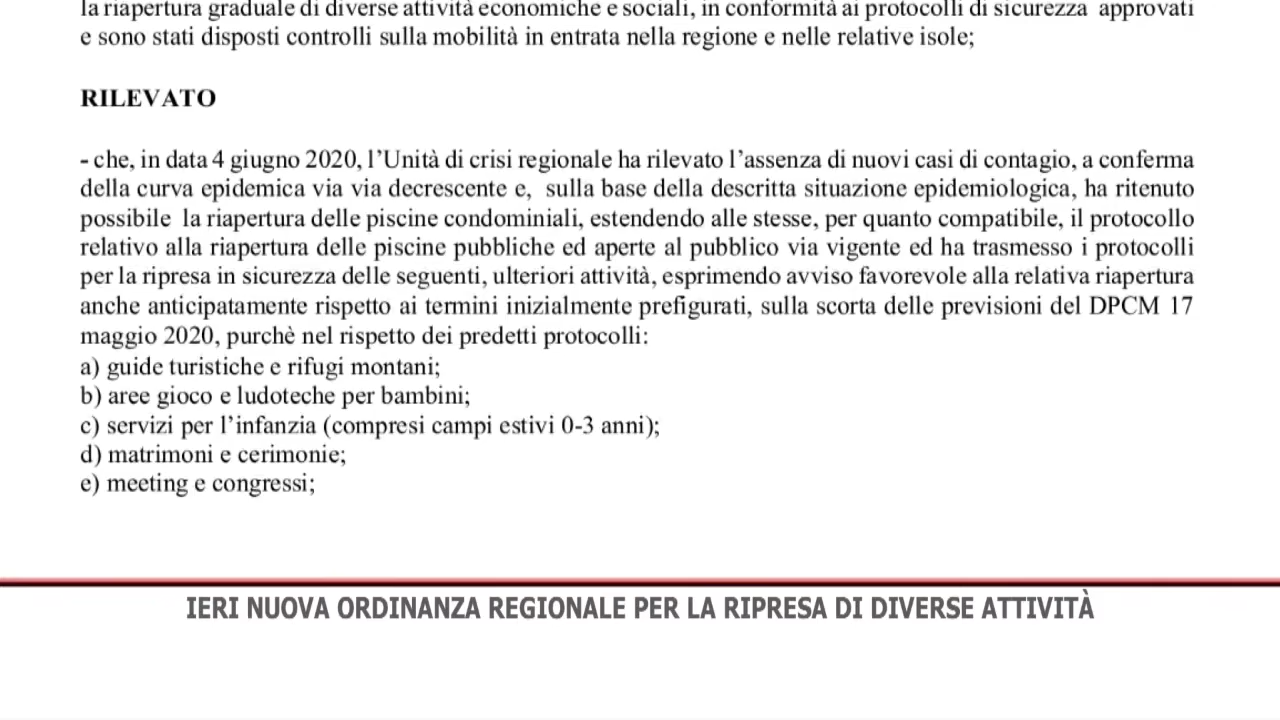 la riapertura graduale di diverse attività economiche e sociali, in conformità ai protocolli di sicurezza approvati
e sono stati disposti controlli sulla mobilità in entrata nella regione e nelle relative isole;
RILEVATO
- che, in data 4 giugno 2020, l’Unità di crisi regionale ha rilevato l’assenza di nuovi casi di contagio, a conferma
della curva epidemica via via decrescente e, sulla base della descritta situazione epidemiologica, ha ritenuto
possibile la riapertura delle piscine condominiali, estendendo alle stesse, per quanto compatibile, il protocollo
relativo alla riapertura delle piscine pubbliche ed aperte al pubblico via vigente ed ha trasmesso i protocolli
per la ripresa in sicurezza delle seguenti, ulteriori attività, esprimendo avviso favorevole alla relativa riapertura
anche anticipatamente rispetto ai termini inizialmente prefigurati, sulla scorta delle previsioni del DPCM 17
maggio 2020, purchè nel rispetto dei predetti protocolli:
a) guide turistiche e rifugi montani;
b) aree gioco e ludoteche per bambini;
c) servizi per l’infanzia (compresi campi estivi 0-3 anni);
d) matrimoni e cerimonie;
e) meeting e congressi;
IERI NUOVA ORDINANZA REGIONALE PER LA RIPRESA DI DIVERSE ATTIVITÀ